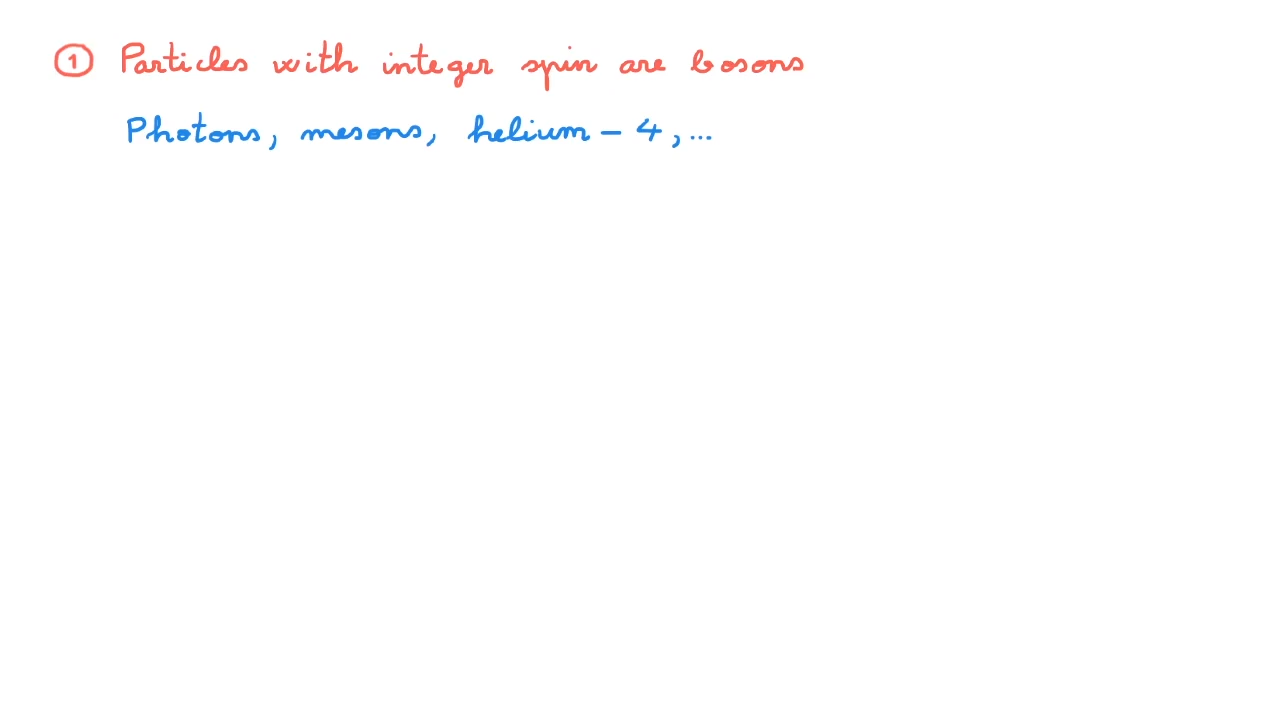 ① Particles with integer spin are bosons
Photons, mesons, helium - 4, ...